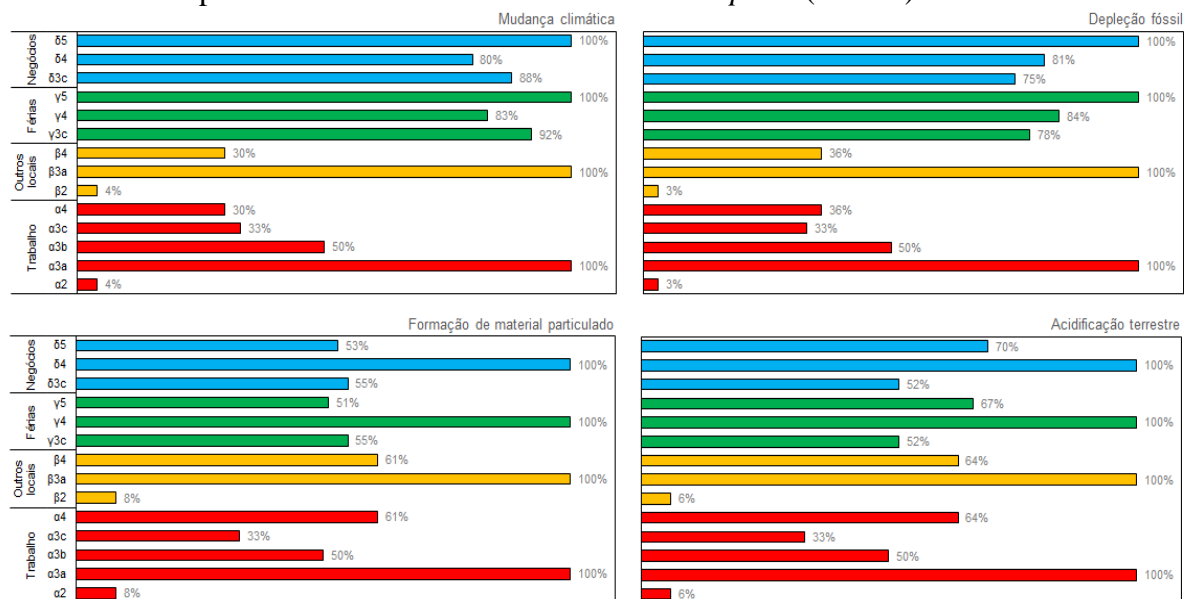 Mudança climática
Negócios
δ5 100%
δ4 80%
δ3c 88%
Férias
γ5 100%
γ4 83%
γ3c 92%
Outros locais
β4 30%
β3a 100%
β2 4%
Trabalho
α4 30%
α3c 33%
α3b 50%
α3a 100%
α2 4%
Depleção fóssil
100%
81%
75%
100%
84%
78%
36%
100%
3%
36%
33%
50%
100%
3%
Formação de material particulado
Negócios
δ5 53%
δ4 100%
δ3c 55%
Férias
γ5 51%
γ4 100%
γ3c 55%
Outros locais
β4 61%
β3a 100%
β2 8%
Trabalho
α4 61%
α3c 33%
α3b 50%
α3a 100%
α2 8%
Acidificação terrestre
70%
100%
52%
67%
100%
52%
64%
100%
6%
64%
33%
50%
100%
6%